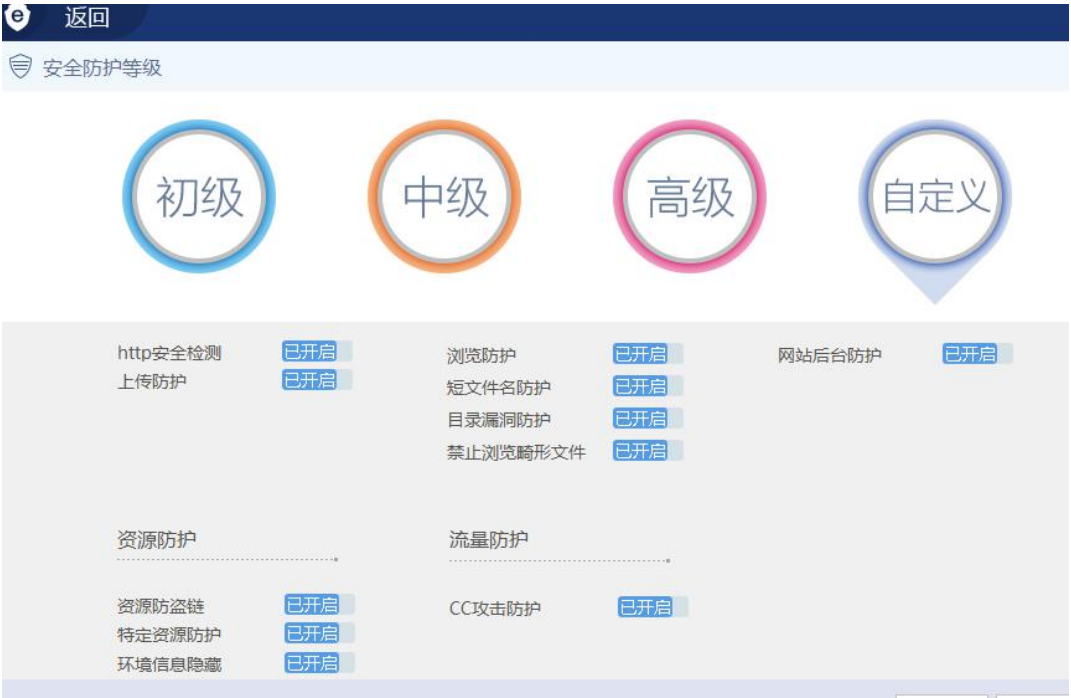 e 返回
安全防护等级
初级 中级 高级 自定义
http安全检测 已开启
上传防护 已开启
浏览防护 已开启
短文件名防护 已开启
目录漏洞防护 已开启
禁止浏览畸形文件 已开启
网站后台防护 已开启
资源防护
资源防盗链 已开启
特定资源防护 已开启
环境信息隐藏 已开启
流量防护
CC攻击防护 已开启